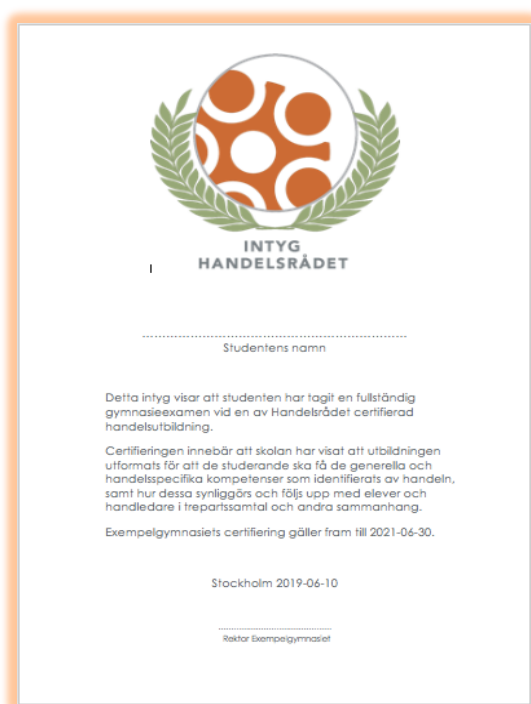 INTYG
HANDELSRÅDET
Studentens namn
Detta intyg visar att studenten har tagit en fullständig
gymnasieexamen vid en av Handelsrådet certifierad
handelsutbildning.
Certifieringen innebär att skolan har visat att utbildningen
utformats för att de studerande ska få de generella och
handelsspecifika kompetenser som identifierats av handeln,
samt hur dessa synliggörs och följs upp med elever och
handledare i trepartssamtal och andra sammanhang.
Exempelgymnasiets certifiering gäller fram till 2021-06-30.
Stockholm 2019-06-10
Rektor Exempelgymnasiet